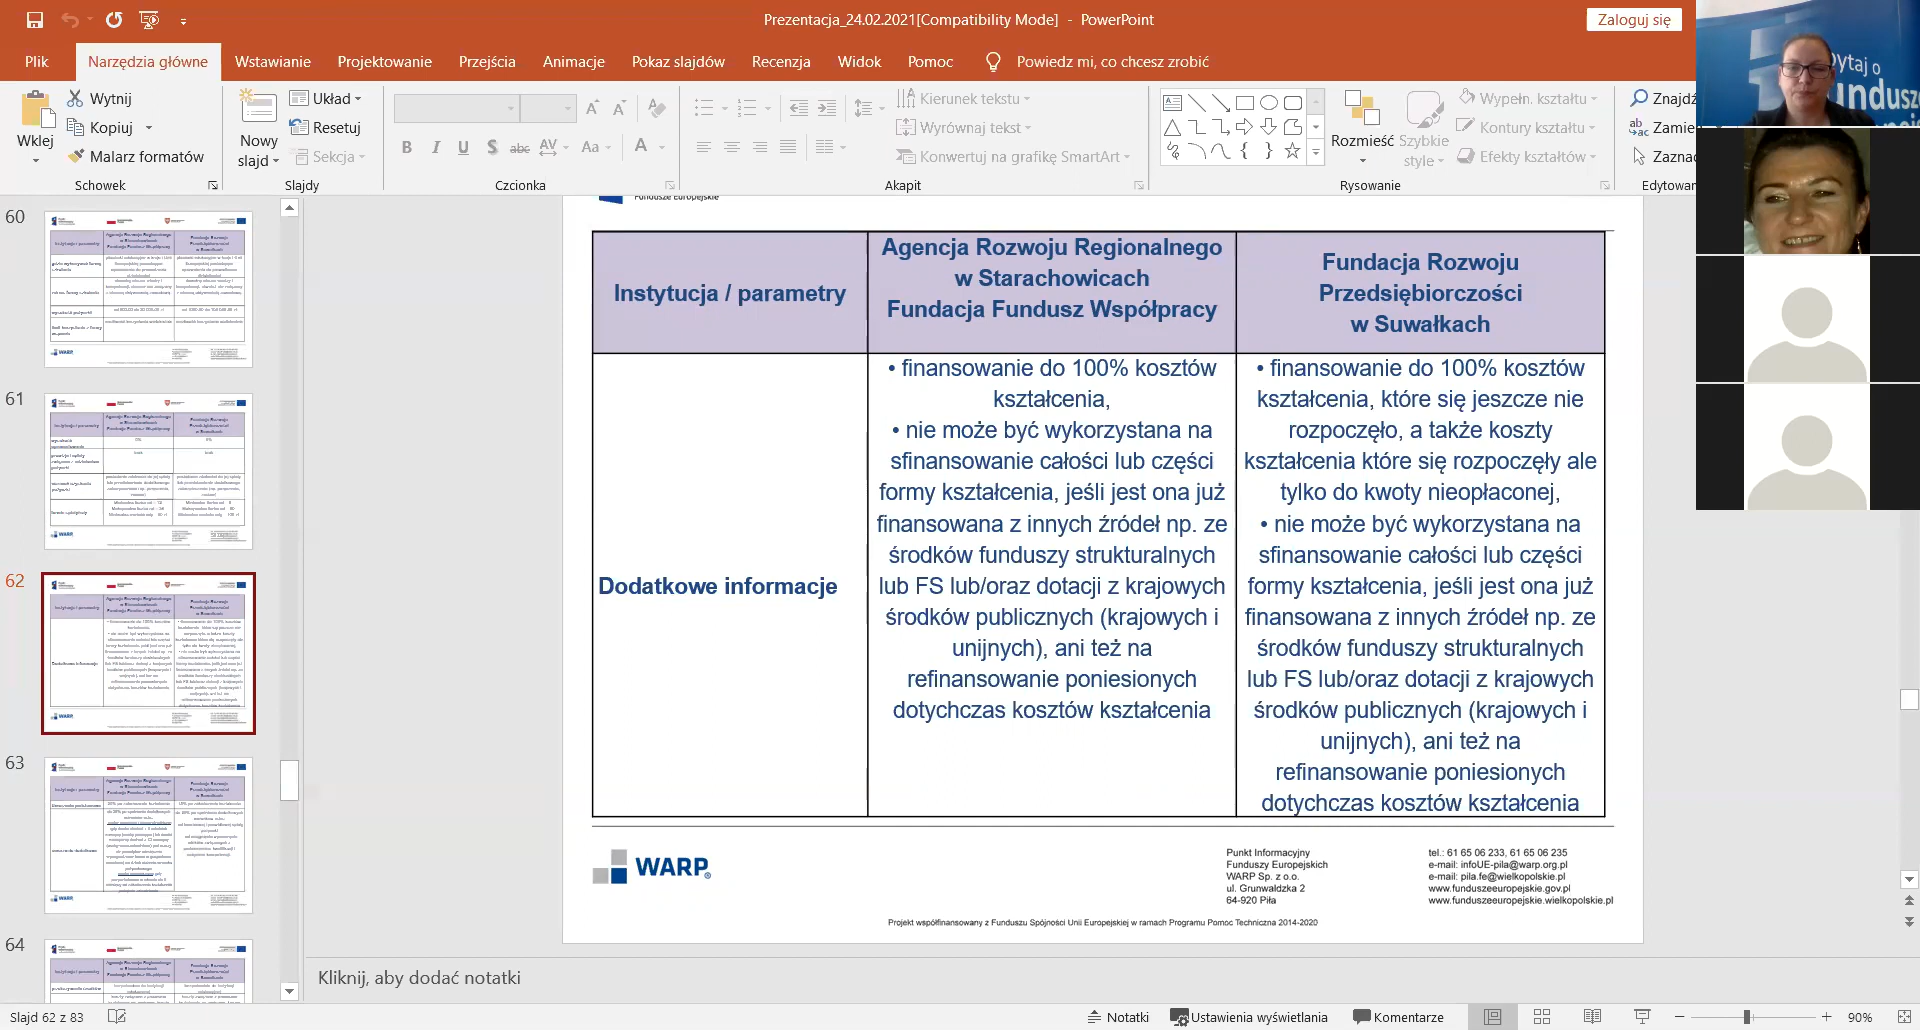 Prezentacja_24.02.2021[Compatibility Mode] - PowerPoint
Zaloguj się
Plik
Narzędzia główne
Wstawianie
Projektowanie
Przejścia
Animacje
Pokaz slajdów
Recenzja
Widok
Pomoc
Powiedz mi, co chcesz zrobić
Wklej
Wytnij
Kopiuj
Malarz formatów
Schowek
Nowy
slajd
Układ
Resetuj
Sekcja
Slajdy
B I U S abc AV Aa A
Czcionka
Kierunek tekstu
Wyrównaj tekst
Konwertuj na grafikę SmartArt
Akapit
Rozmieść
Szybkie
style
Wypełn. kształtu
Kontury kształtu
Efekty kształtów
Rysowanie
Znajdź
Zamień
Zaznac
Edytowan
60
61
62
63
64
Fundusze Europejskie
Instytucja / parametry
Agencja Rozwoju Regionalnego
w Starachowicach
Fundacja Fundusz Współpracy
Fundacja Rozwoju
Przedsiębiorczości
w Suwałkach
Dodatkowe informacje
• finansowanie do 100% kosztów
kształcenia,
• nie może być wykorzystana na
sfinansowanie całości lub części
formy kształcenia, jeśli jest ona już
finansowana z innych źródeł np. ze
środków funduszy strukturalnych
lub FS lub/oraz dotacji z krajowych
środków publicznych (krajowych i
unijnych), ani też na
refinansowanie poniesionych
dotychczas kosztów kształcenia
• finansowanie do 100% kosztów
kształcenia, które się jeszcze nie
rozpoczęło, a także koszty
kształcenia które się rozpoczęły ale
tylko do kwoty nieopłaconej,
• nie może być wykorzystana na
sfinansowanie całości lub części
formy kształcenia, jeśli jest ona już
finansowana z innych źródeł np. ze
środków funduszy strukturalnych
lub FS lub/oraz dotacji z krajowych
środków publicznych (krajowych i
unijnych), ani też na
refinansowanie poniesionych
dotychczas kosztów kształcenia
WARP
Punkt Informacyjny
Funduszy Europejskich
WARP Sp. z o.o.
ul. Grunwaldzka 2
64-920 Piła
tel.: 61 65 06 233, 61 65 06 235
e-mail: infoUE-pila@warp.org.pl
e-mail: pila.fe@wielkopolskie.pl
www.funduszeeuropejskie.gov.pl
www.funduszeeuropejskie.wielkopolskie.pl
Projekt współfinansowany z Funduszu Spójności Unii Europejskiej w ramach Programu Pomoc Techniczna 2014-2020
Kliknij, aby dodać notatki
Slajd 62 z 83
Notatki
Ustawienia wyświetlania
Komentarze
90%